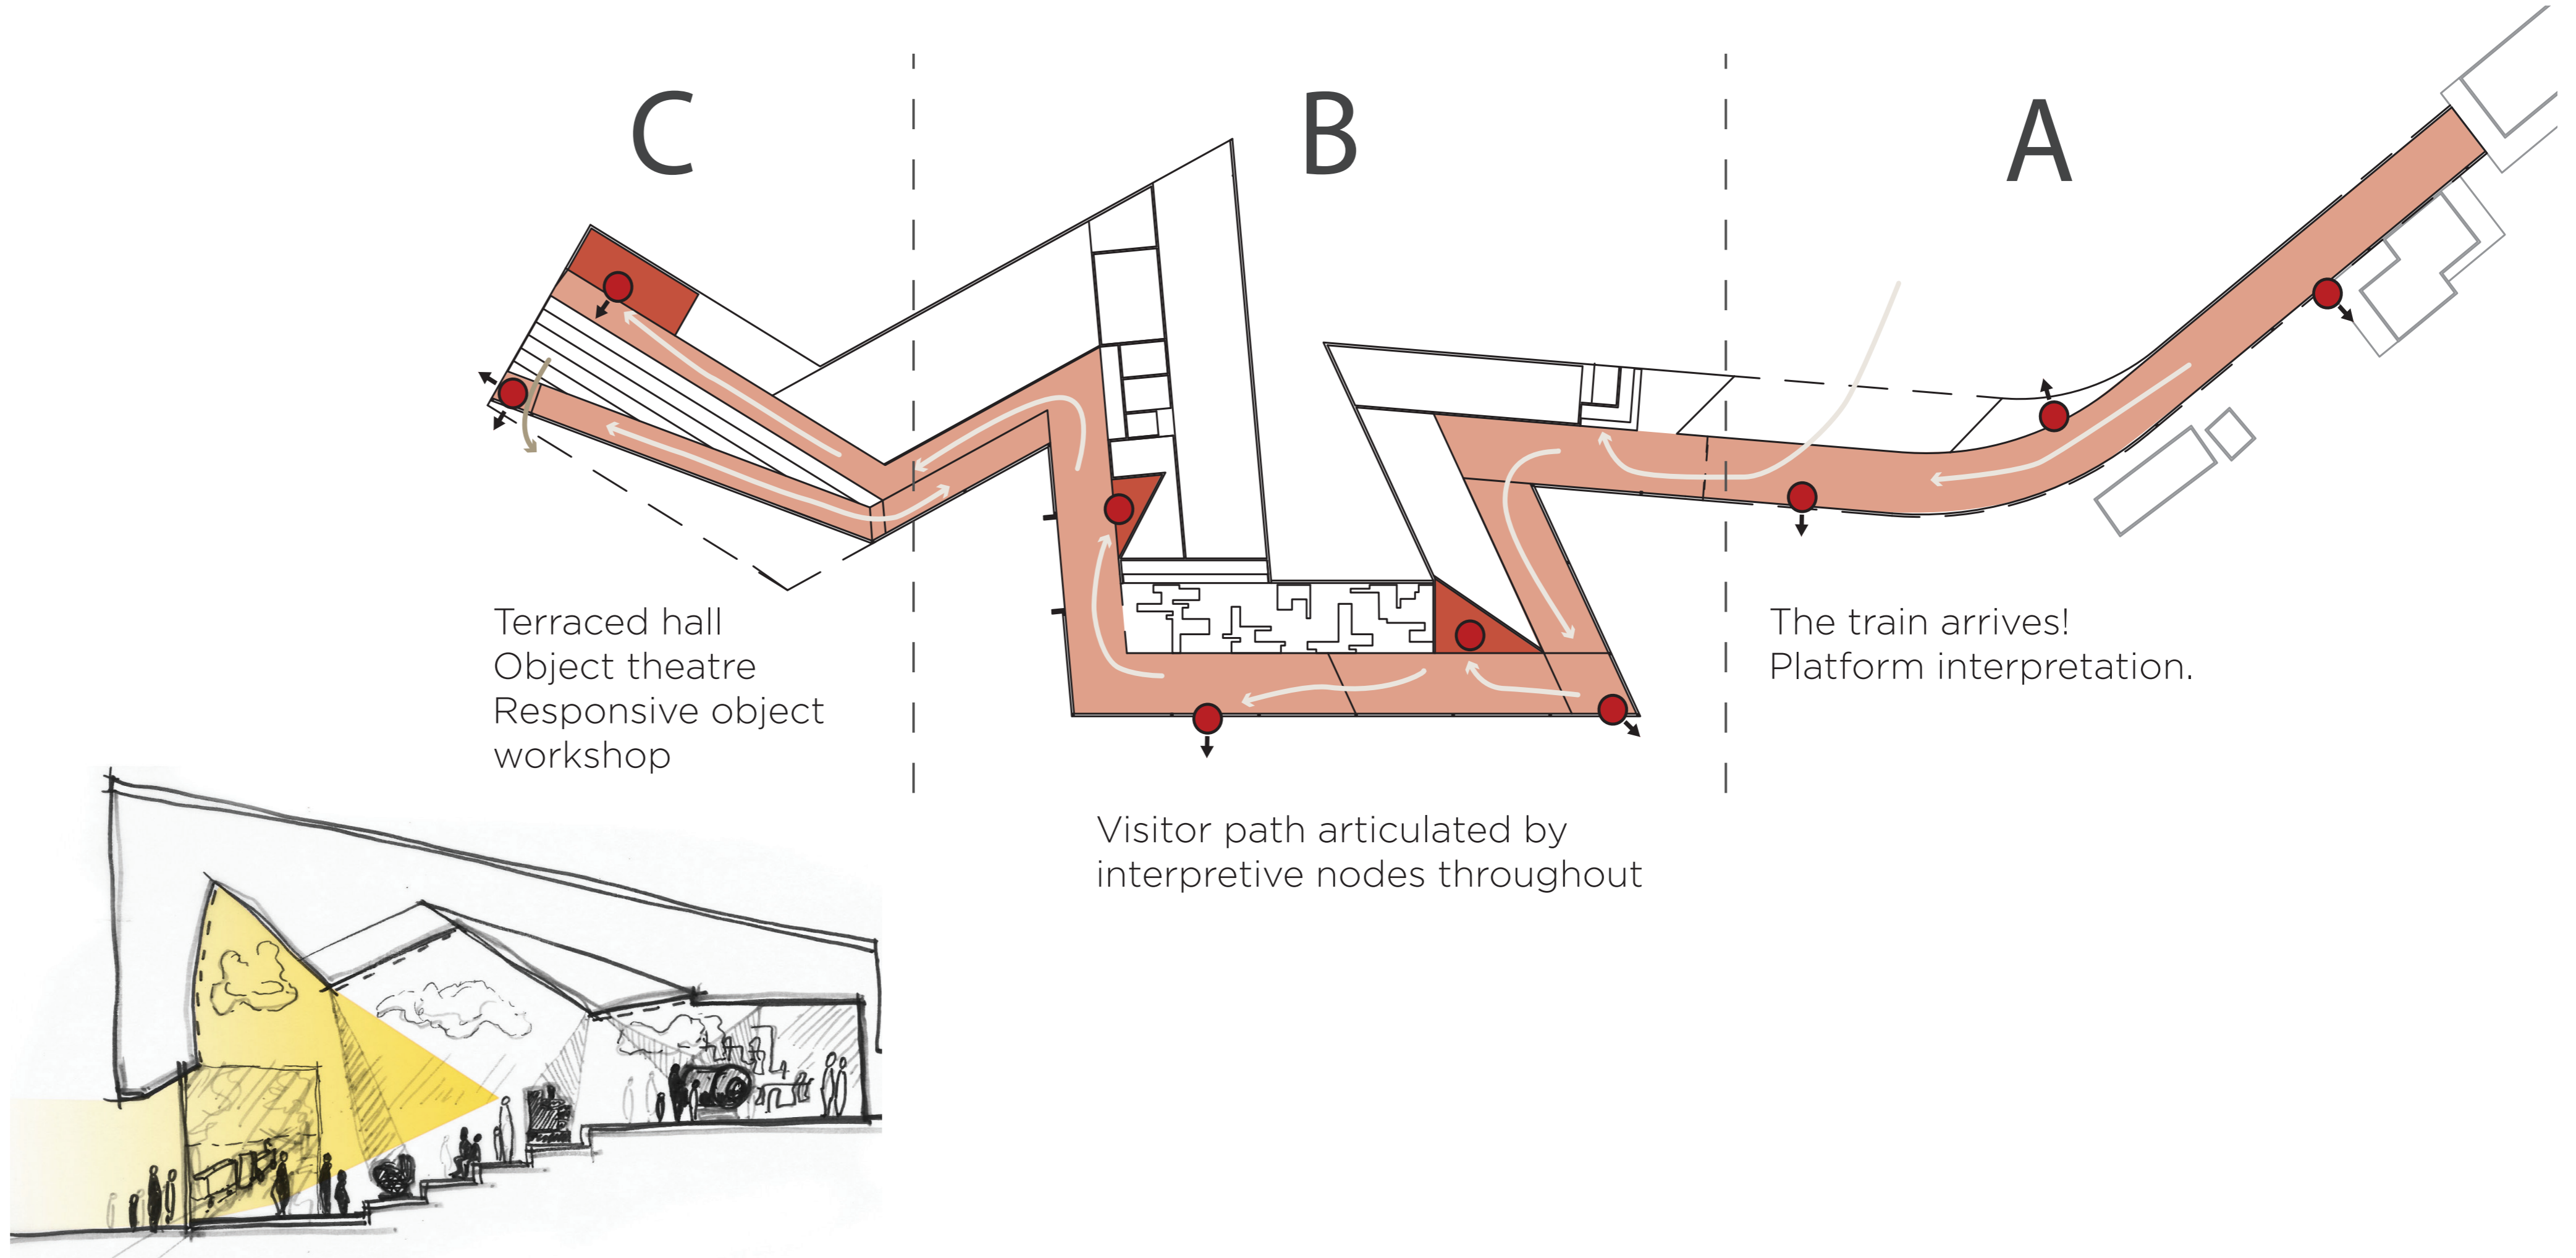 C
B
A
Terraced hall
Object theatre
Responsive object
workshop
The train arrives!
Platform interpretation.
Visitor path articulated by
interpretive nodes throughout